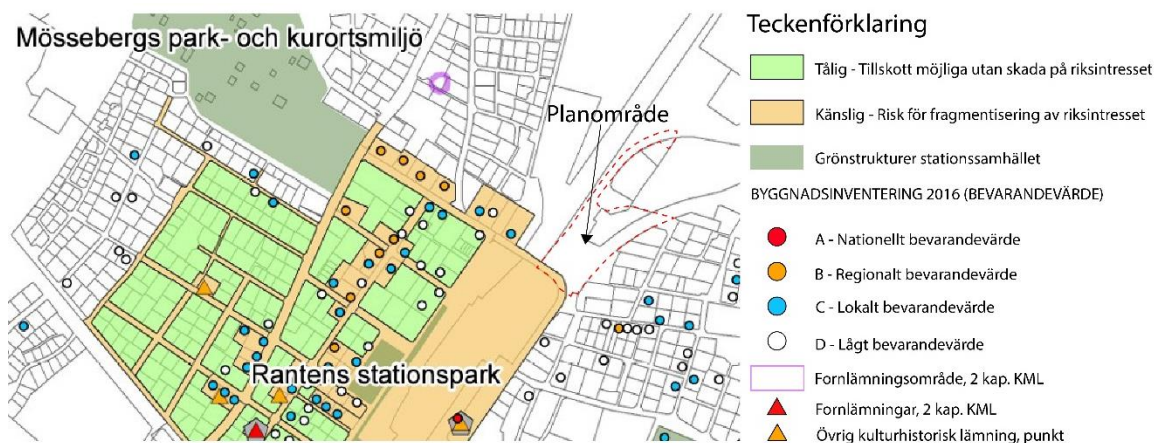 Mössebergs park- och kurortsmiljö
Planområde
Rantens stationspark
Teckenförklaring
Tålig - Tillskott möjliga utan skada på riksintresset
Känslig - Risk för fragmentisering av riksintresset
Grönstrukturer stationssamhället
BYGGNADSINVENTERING 2016 (BEVARANDEVÄRDE)
A - Nationellt bevarandevärde
B - Regionalt bevarandevärde
C - Lokalt bevarandevärde
D - Lågt bevarandevärde
Fornlämningsområde, 2 kap. KML
Fornlämningar, 2 kap. KML
Övrig kulturhistorisk lämning, punkt